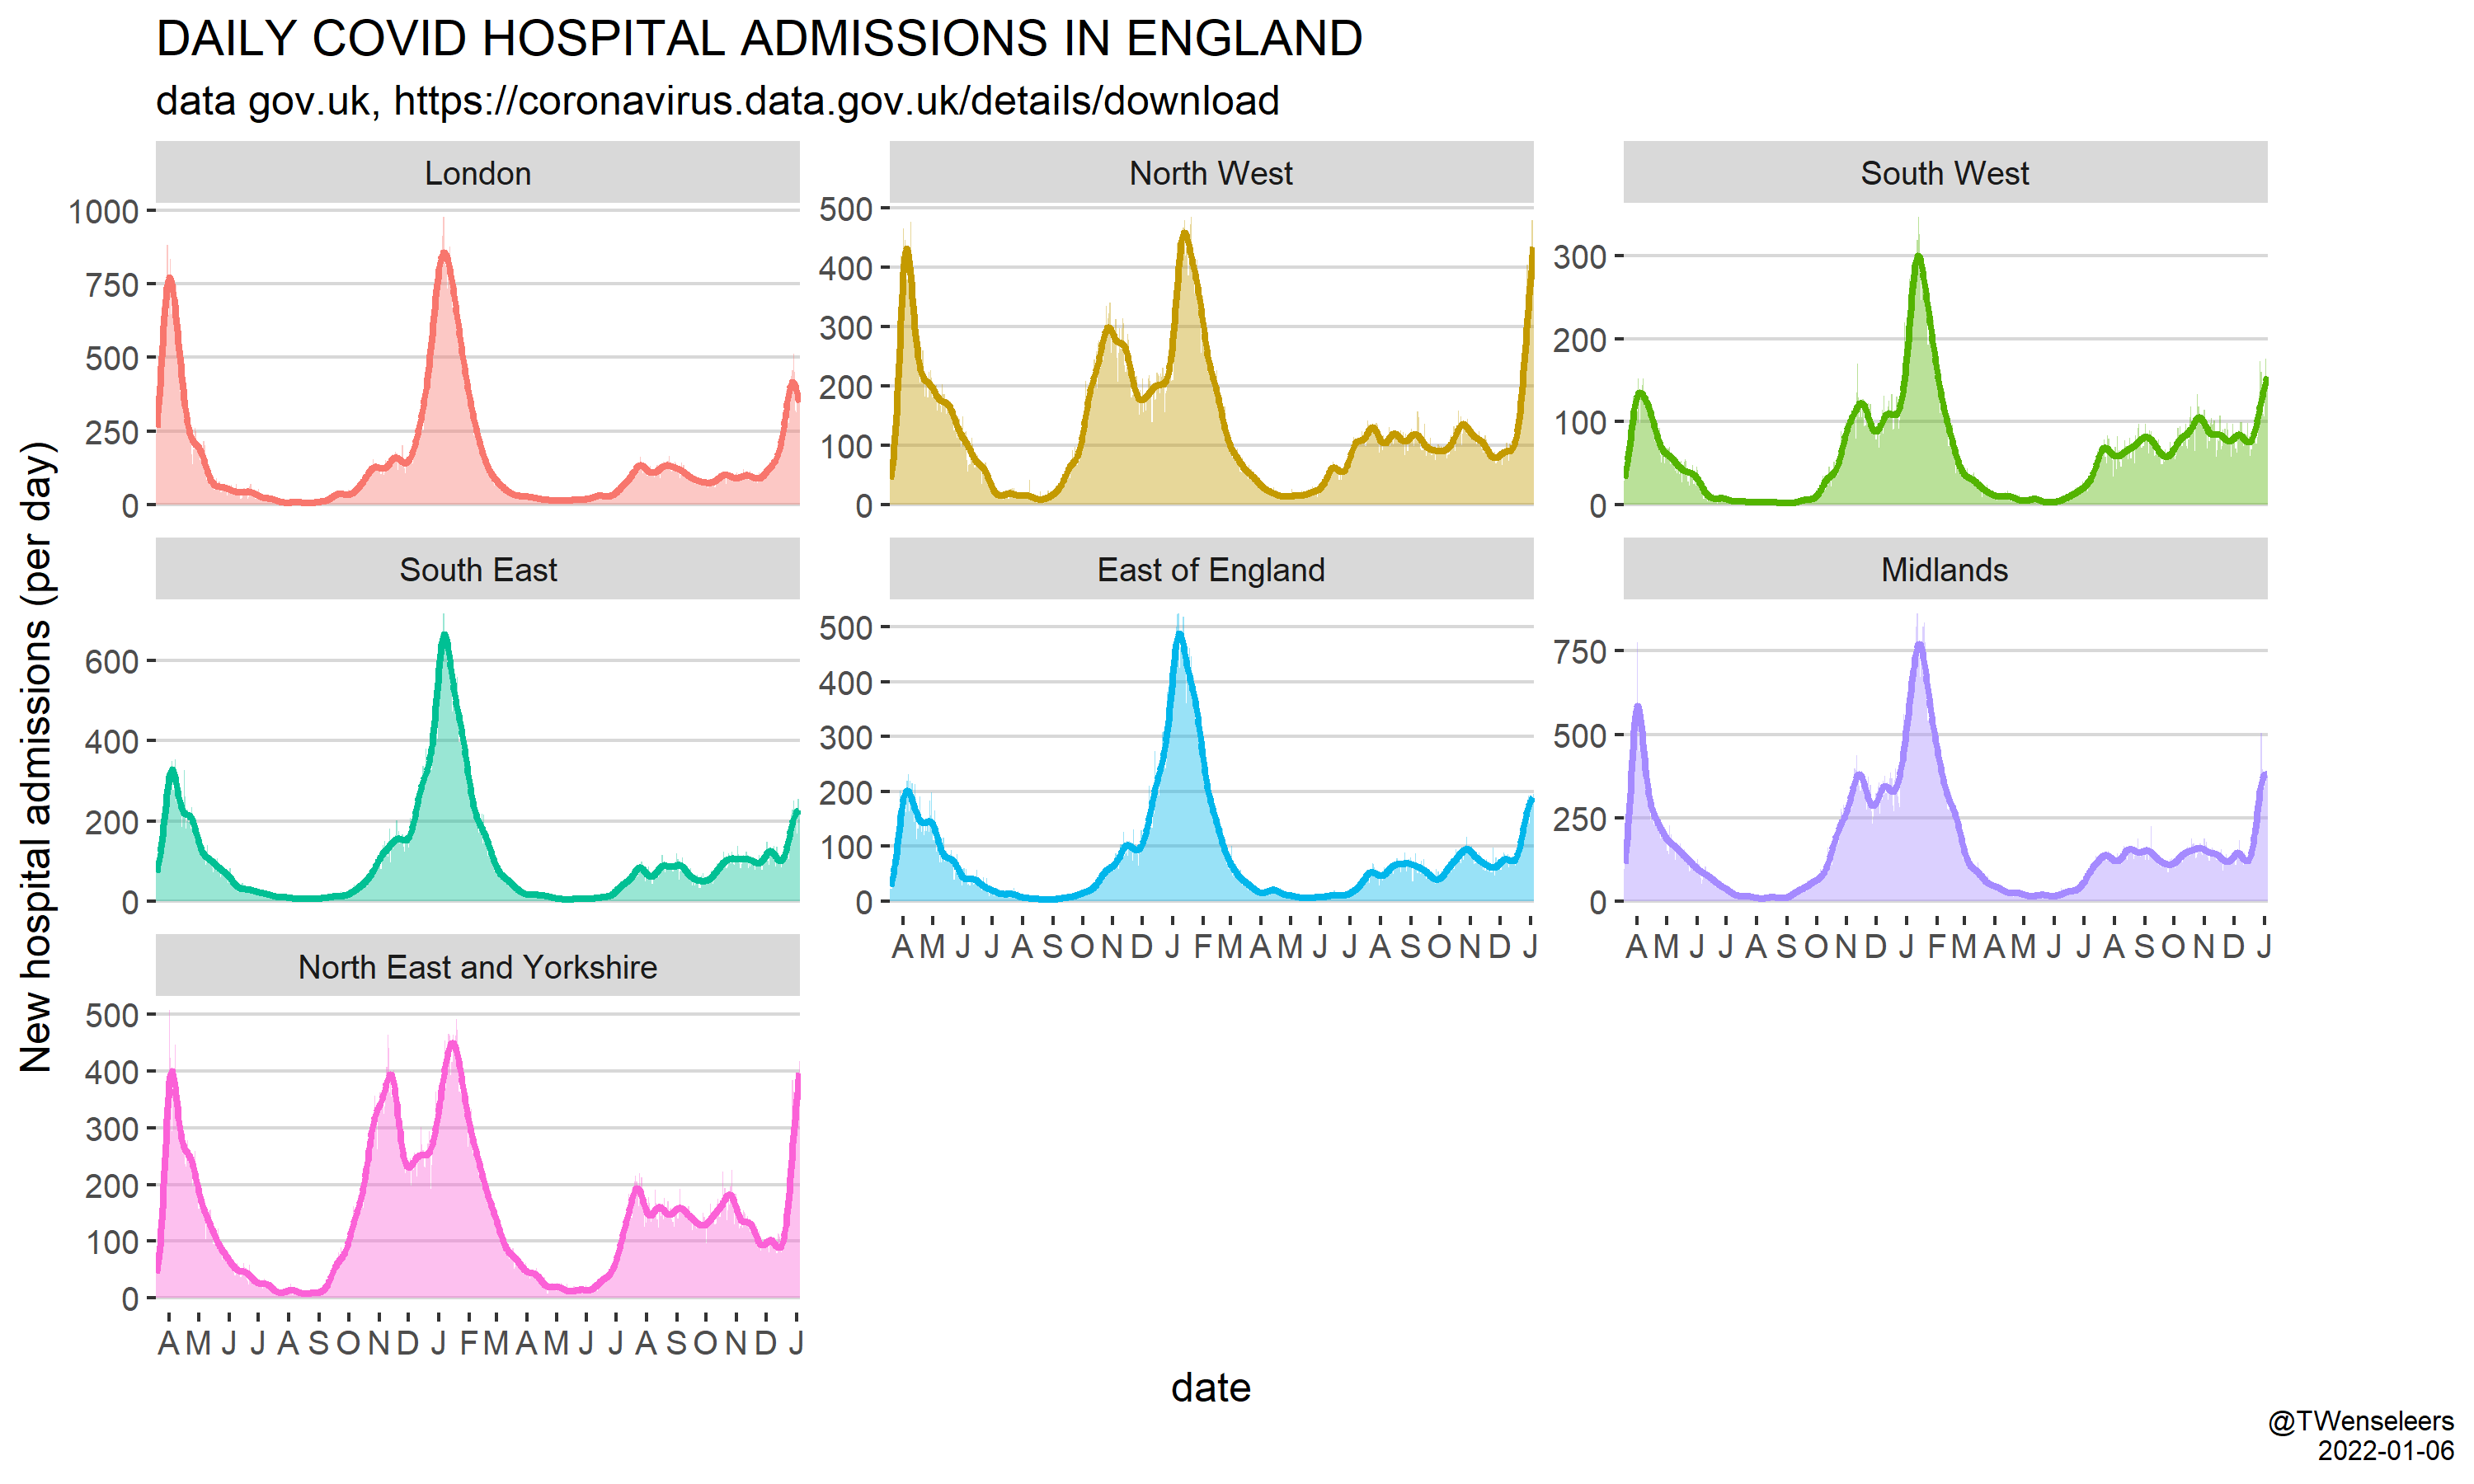 DAILY COVID HOSPITAL ADMISSIONS IN ENGLAND
data gov.uk, https://coronavirus.data.gov.uk/details/download
New hospital admissions (per day)
London
1000
750
500
250
0
North West
500
400
300
200
100
0
South West
300
200
100
0
South East
600
400
200
0
East of England
500
400
300
200
100
0
A M J J A S O N D J F M A M J J A S O N D J
Midlands
750
500
250
0
A M J J A S O N D J F M A M J J A S O N D J
North East and Yorkshire
500
400
300
200
100
0
A M J J A S O N D J F M A M J J A S O N D J
date
@TWenseleers
2022-01-06